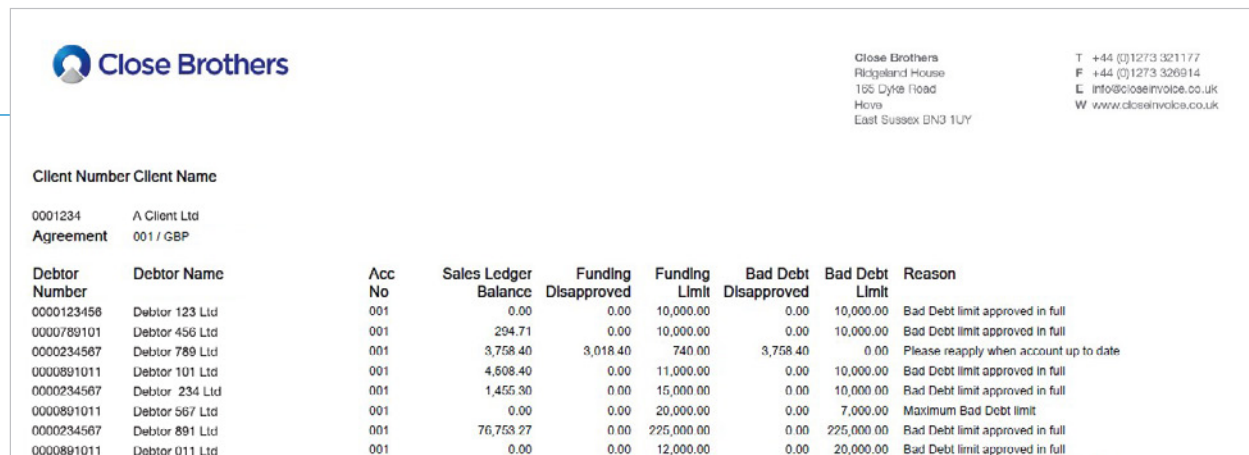 Close Brothers
Close Brothers
Ridgeland House
165 Dyke Road
Hove
East Sussex BN3 1UY
T +44 (0)1273 321177
F +44 (0)1273 326914
E info@closeinvoice.co.uk
W www.closeinvoice.co.uk
Client Number Client Name
0001234 A Client Ltd
Agreement 001 / GBP
Debtor Number Debtor Name Acc No Sales Ledger Balance Funding Disapproved Funding Limit Bad Debt Disapproved Bad Debt Limit Reason
0000123456 Debtor 123 Ltd 001 0.00 0.00 10,000.00 0.00 10,000.00 Bad Debt limit approved in full
0000789101 Debtor 456 Ltd 001 294.71 0.00 10,000.00 0.00 10,000.00 Bad Debt limit approved in full
0000234567 Debtor 789 Ltd 001 3,758.40 3,018.40 740.00 3,758.40 0.00 Please reapply when account up to date
0000891011 Debtor 101 Ltd 001 4,508.40 0.00 11,000.00 0.00 10,000.00 Bad Debt limit approved in full
0000234567 Debtor 234 Ltd 001 1,455.30 0.00 15,000.00 0.00 10,000.00 Bad Debt limit approved in full
0000891011 Debtor 567 Ltd 001 0.00 0.00 20,000.00 0.00 7,000.00 Maximum Bad Debt limit
0000234567 Debtor 891 Ltd 001 76,753.27 0.00 225,000.00 0.00 225,000.00 Bad Debt limit approved in full
0000891011 Debtor 011 Ltd 001 0.00 0.00 12,000.00 0.00 20,000.00 Bad Debt limit approved in full